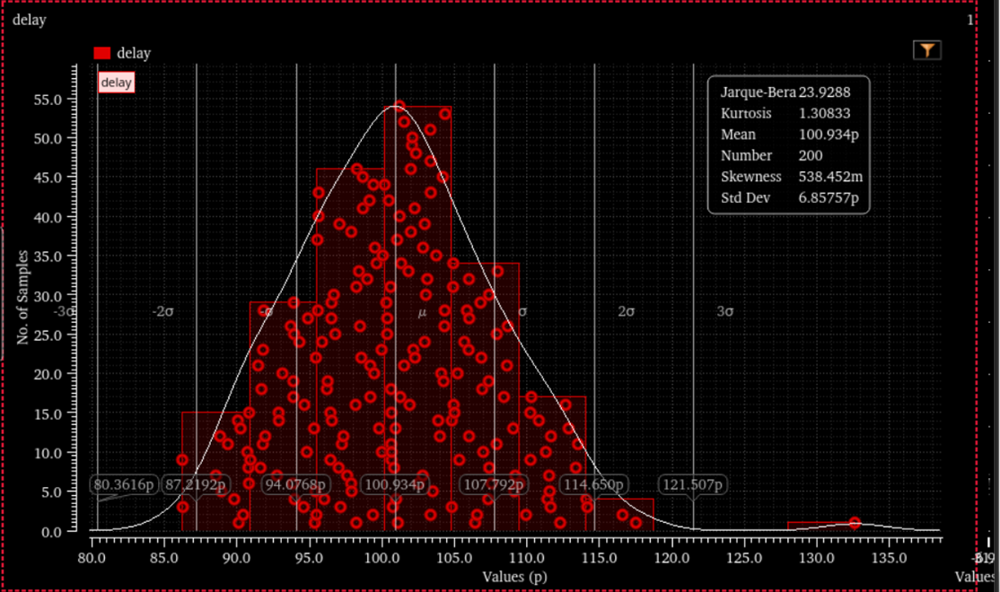 delay
1
delay
delay
Jarque-Bera 23.9288
Kurtosis 1.30833
Mean 100.934p
Number 200
Skewness 538.452m
Std Dev 6.85757p
No. of Samples
55.0
50.0
45.0
40.0
35.0
30.0
25.0
20.0
15.0
10.0
5.0
0.0
-3σ -2σ -σ μ σ 2σ 3σ
80.3616p 87.2192p 94.0768p 100.934p 107.792p 114.650p 121.507p
80.0 85.0 90.0 95.0 100.0 105.0 110.0 115.0 120.0 125.0 130.0 135.0
Values (p)
Values